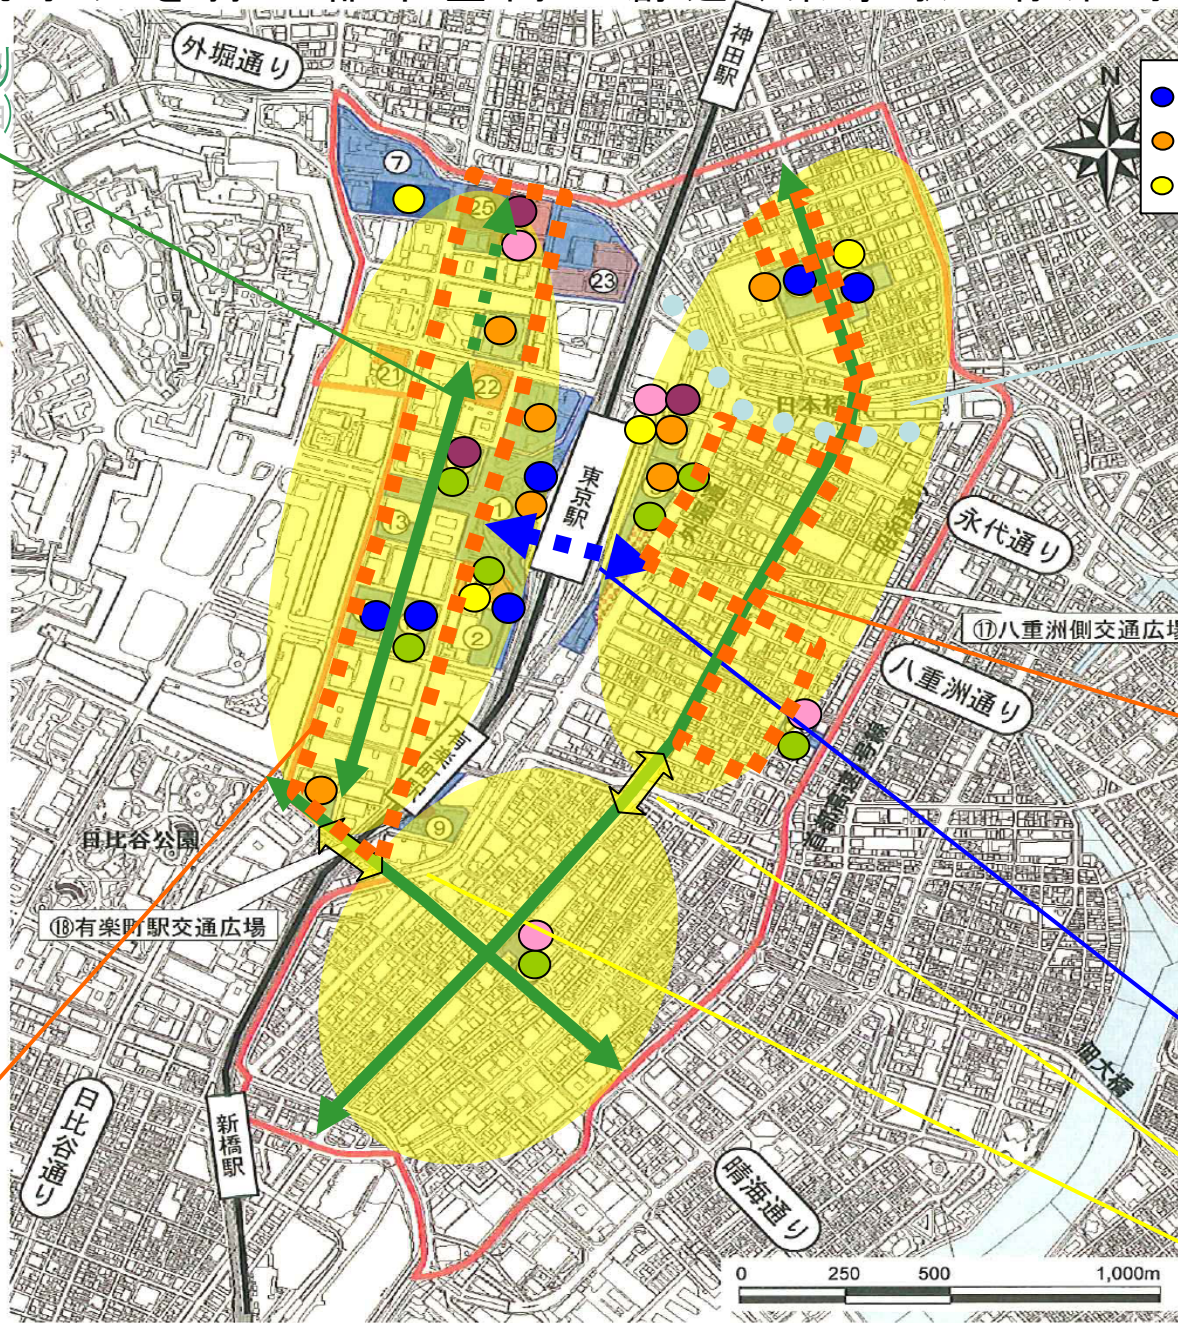 外堀通り
神田駅
N
7
25
23
21
22
日本橋
東京駅
1
3
2
永代通り
⑰八重洲側交通広場
八重洲通り
9
日比谷公園
⑱有楽町駅交通広場
日比谷通り
新橋駅
晴海通り
0 250 500 1,000m